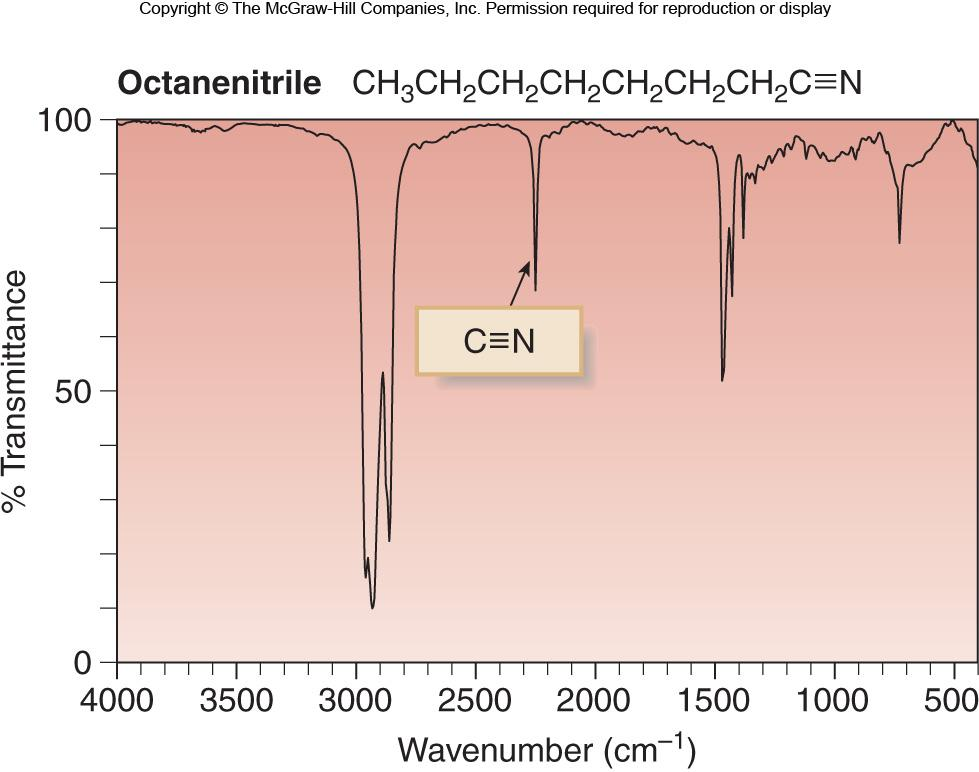 Copyright © The McGraw-Hill Companies, Inc. Permission required for reproduction or display
Octanenitrile CH₃CH₂CH₂CH₂CH₂CH₂CH₂C≡N
100
C≡N
50
0
% Transmittance
4000 3500 3000 2500 2000 1500 1000 500
Wavenumber (cm⁻¹)